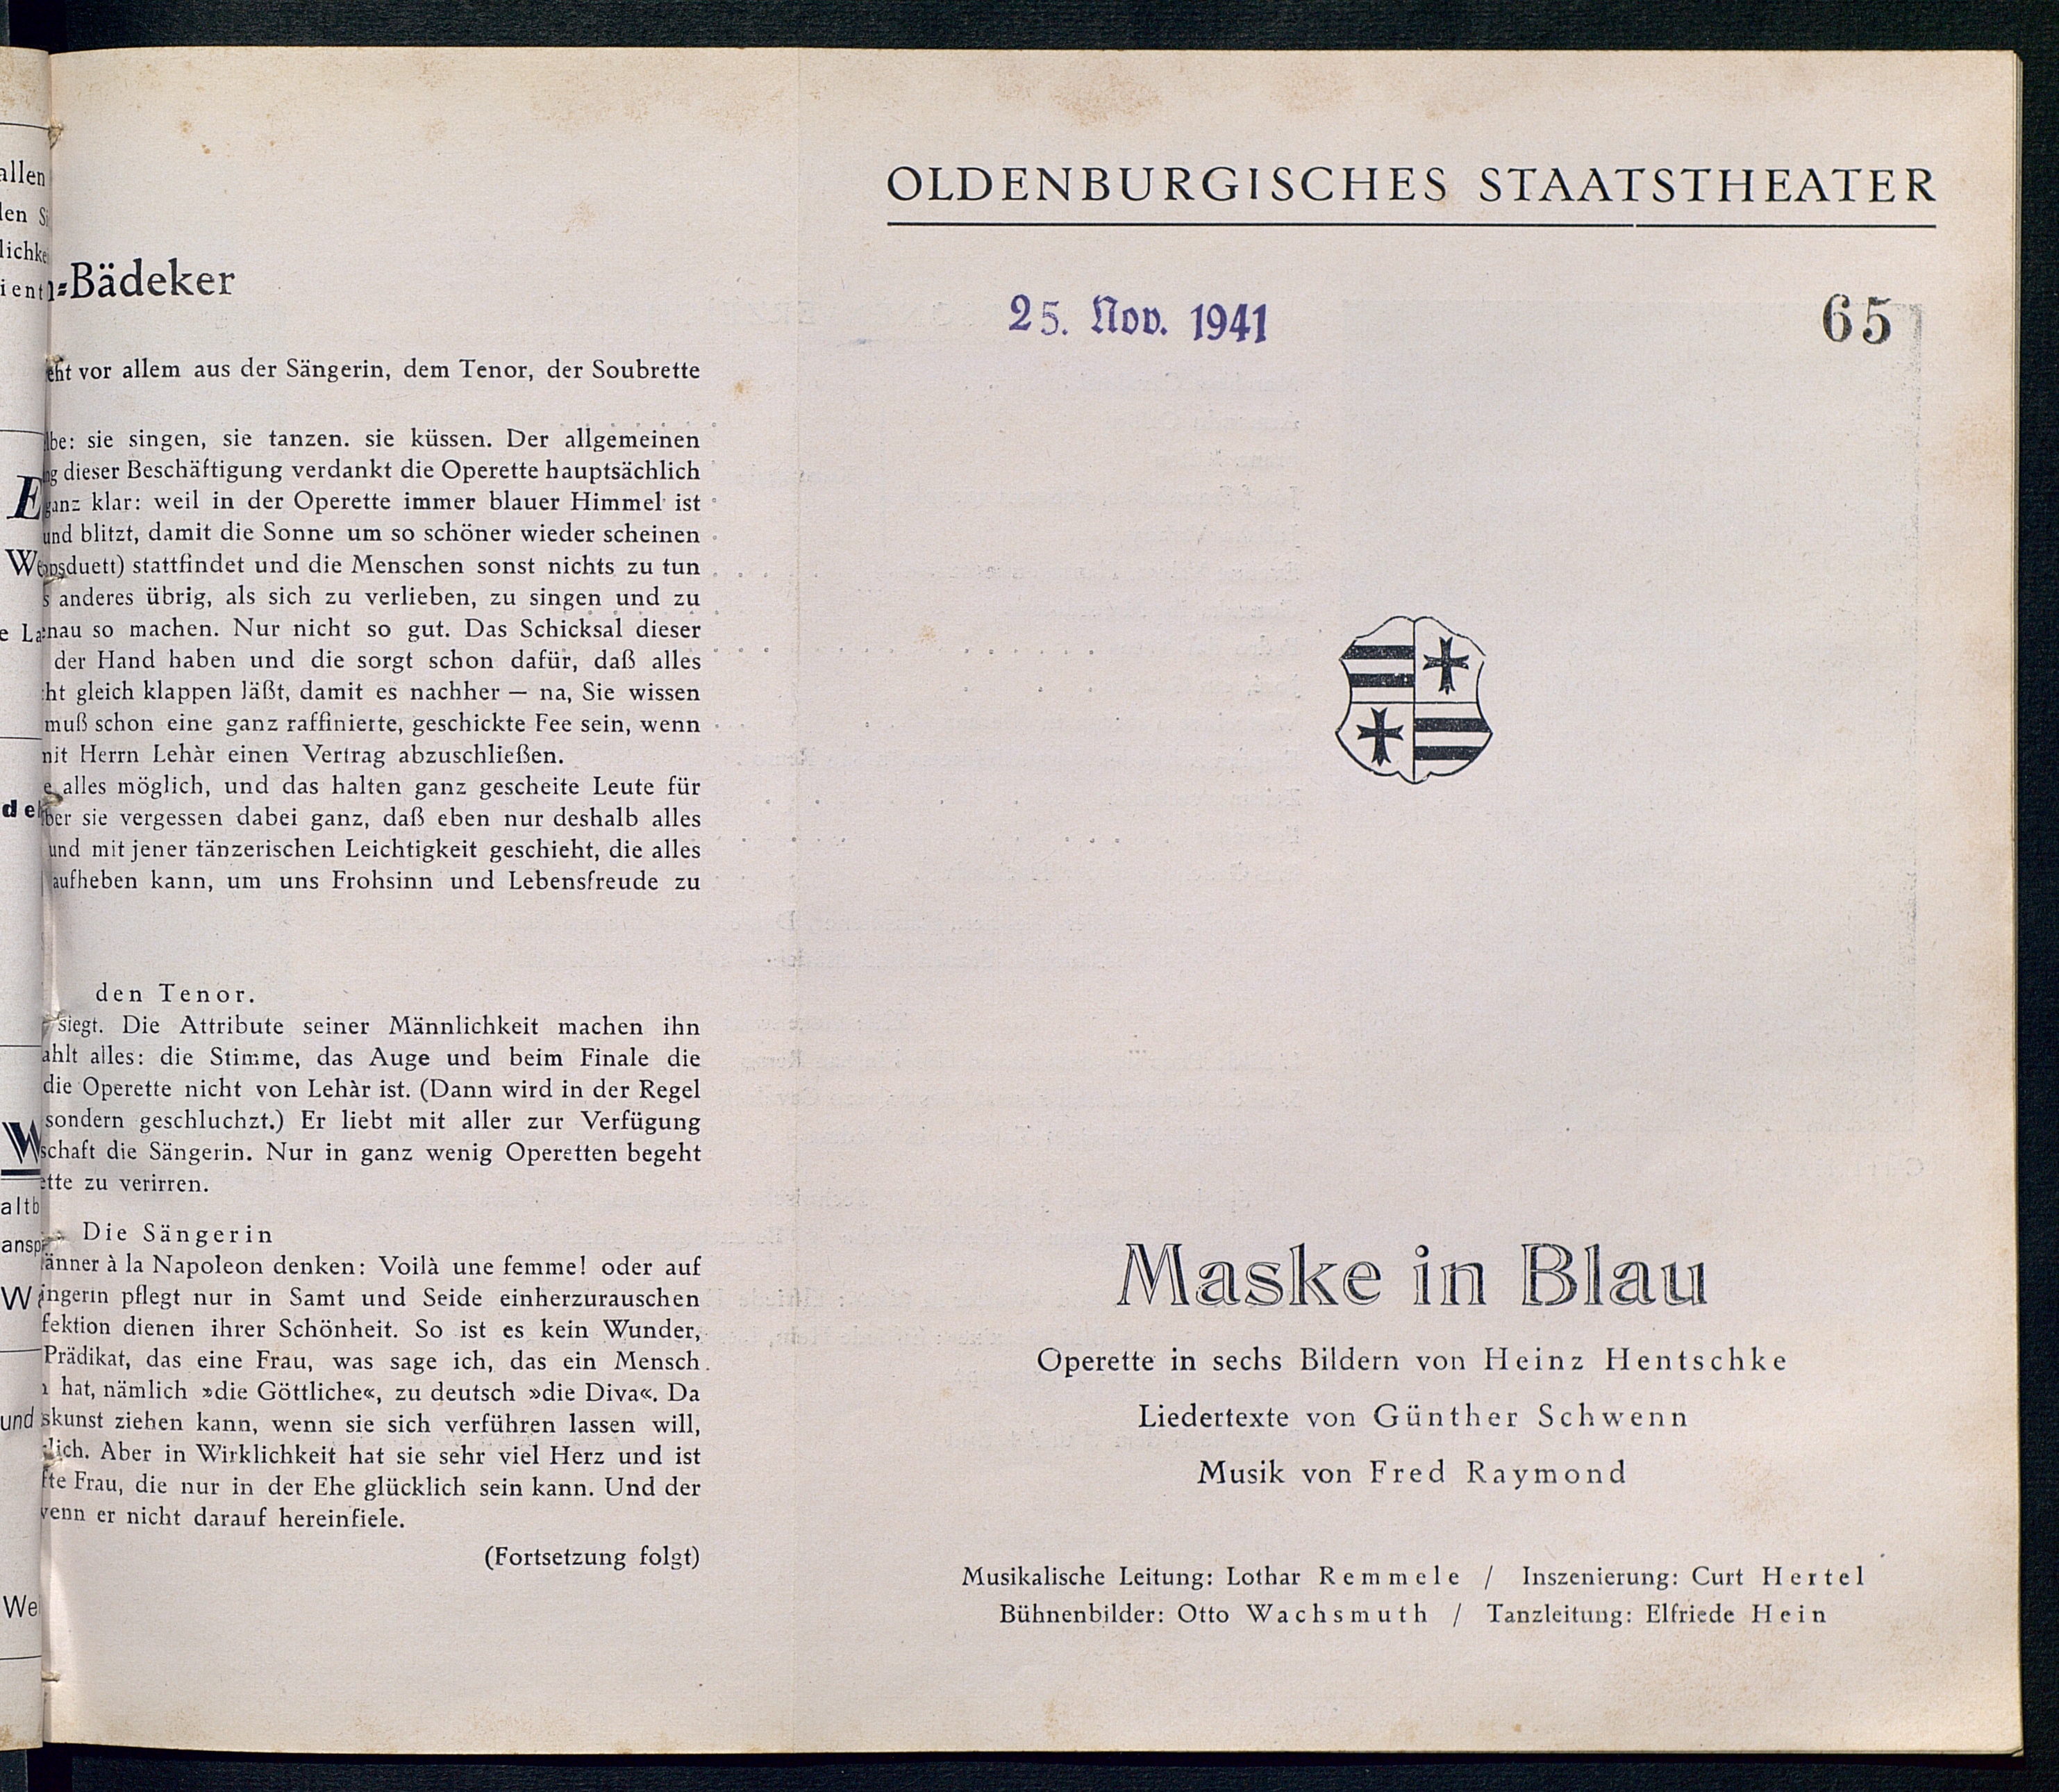 allen
den
lichke
ient
E
W
e La
de
W
altb
ansp
W
und
We
=Bädeker
vor allem aus der Sängerin, dem Tenor, der Soubrette
be: sie singen, sie tanzen. sie küssen. Der allgemeinen
g dieser Beschäftigung verdankt die Operette hauptsächlich
ganz klar: weil in der Operette immer blauer Himmel ist
und blitzt, damit die Sonne um so schöner wieder scheinen
psduett) stattfindet und die Menschen sonst nichts zu tun
s anderes übrig, als sich zu verlieben, zu singen und zu
nau so machen. Nur nicht so gut. Das Schicksal dieser
der Hand haben und die sorgt schon dafür, daß alles
ht gleich klappen läßt, damit es nachher — na, Sie wissen
muß schon eine ganz raffinierte, geschickte Fee sein, wenn
nit Herrn Lehàr einen Vertrag abzuschließen.
e alles möglich, und das halten ganz gescheite Leute für
ber sie vergessen dabei ganz, daß eben nur deshalb alles
und mit jener tänzerischen Leichtigkeit geschieht, die alles
aufheben kann, um uns Frohsinn und Lebensfreude zu
den Tenor.
siegt. Die Attribute seiner Männlichkeit machen ihn
ahlt alles: die Stimme, das Auge und beim Finale die
die Operette nicht von Lehàr ist. (Dann wird in der Regel
sondern geschluchzt.) Er liebt mit aller zur Verfügung
schaft die Sängerin. Nur in ganz wenig Operetten begeht
ette zu verirren.
Die Sängerin
änner à la Napoleon denken: Voilà une femme! oder auf
ingerin pflegt nur in Samt und Seide einherzurauschen
fektion dienen ihrer Schönheit. So ist es kein Wunder,
Prädikat, das eine Frau, was sage ich, das ein Mensch
hat, nämlich »die Göttliche«, zu deutsch »die Diva«. Da
skunst ziehen kann, wenn sie sich verführen lassen will,
lich. Aber in Wirklichkeit hat sie sehr viel Herz und ist
fte Frau, die nur in der Ehe glücklich sein kann. Und der
venn er nicht darauf hereinfiele.
(Fortsetzung folgt)
OLDENBURGISCHES STAATSTHEATER
25. Nov. 1941
65
Maske in Blau
Operette in sechs Bildern von Heinz Hentschke
Liedertexte von Günther Schwenn
Musik von Fred Raymond
Musikalische Leitung: Lothar Remmele / Inszenierung: Curt Hertel
Bühnenbilder: Otto Wachsmuth / Tanzleitung: Elfriede Hein